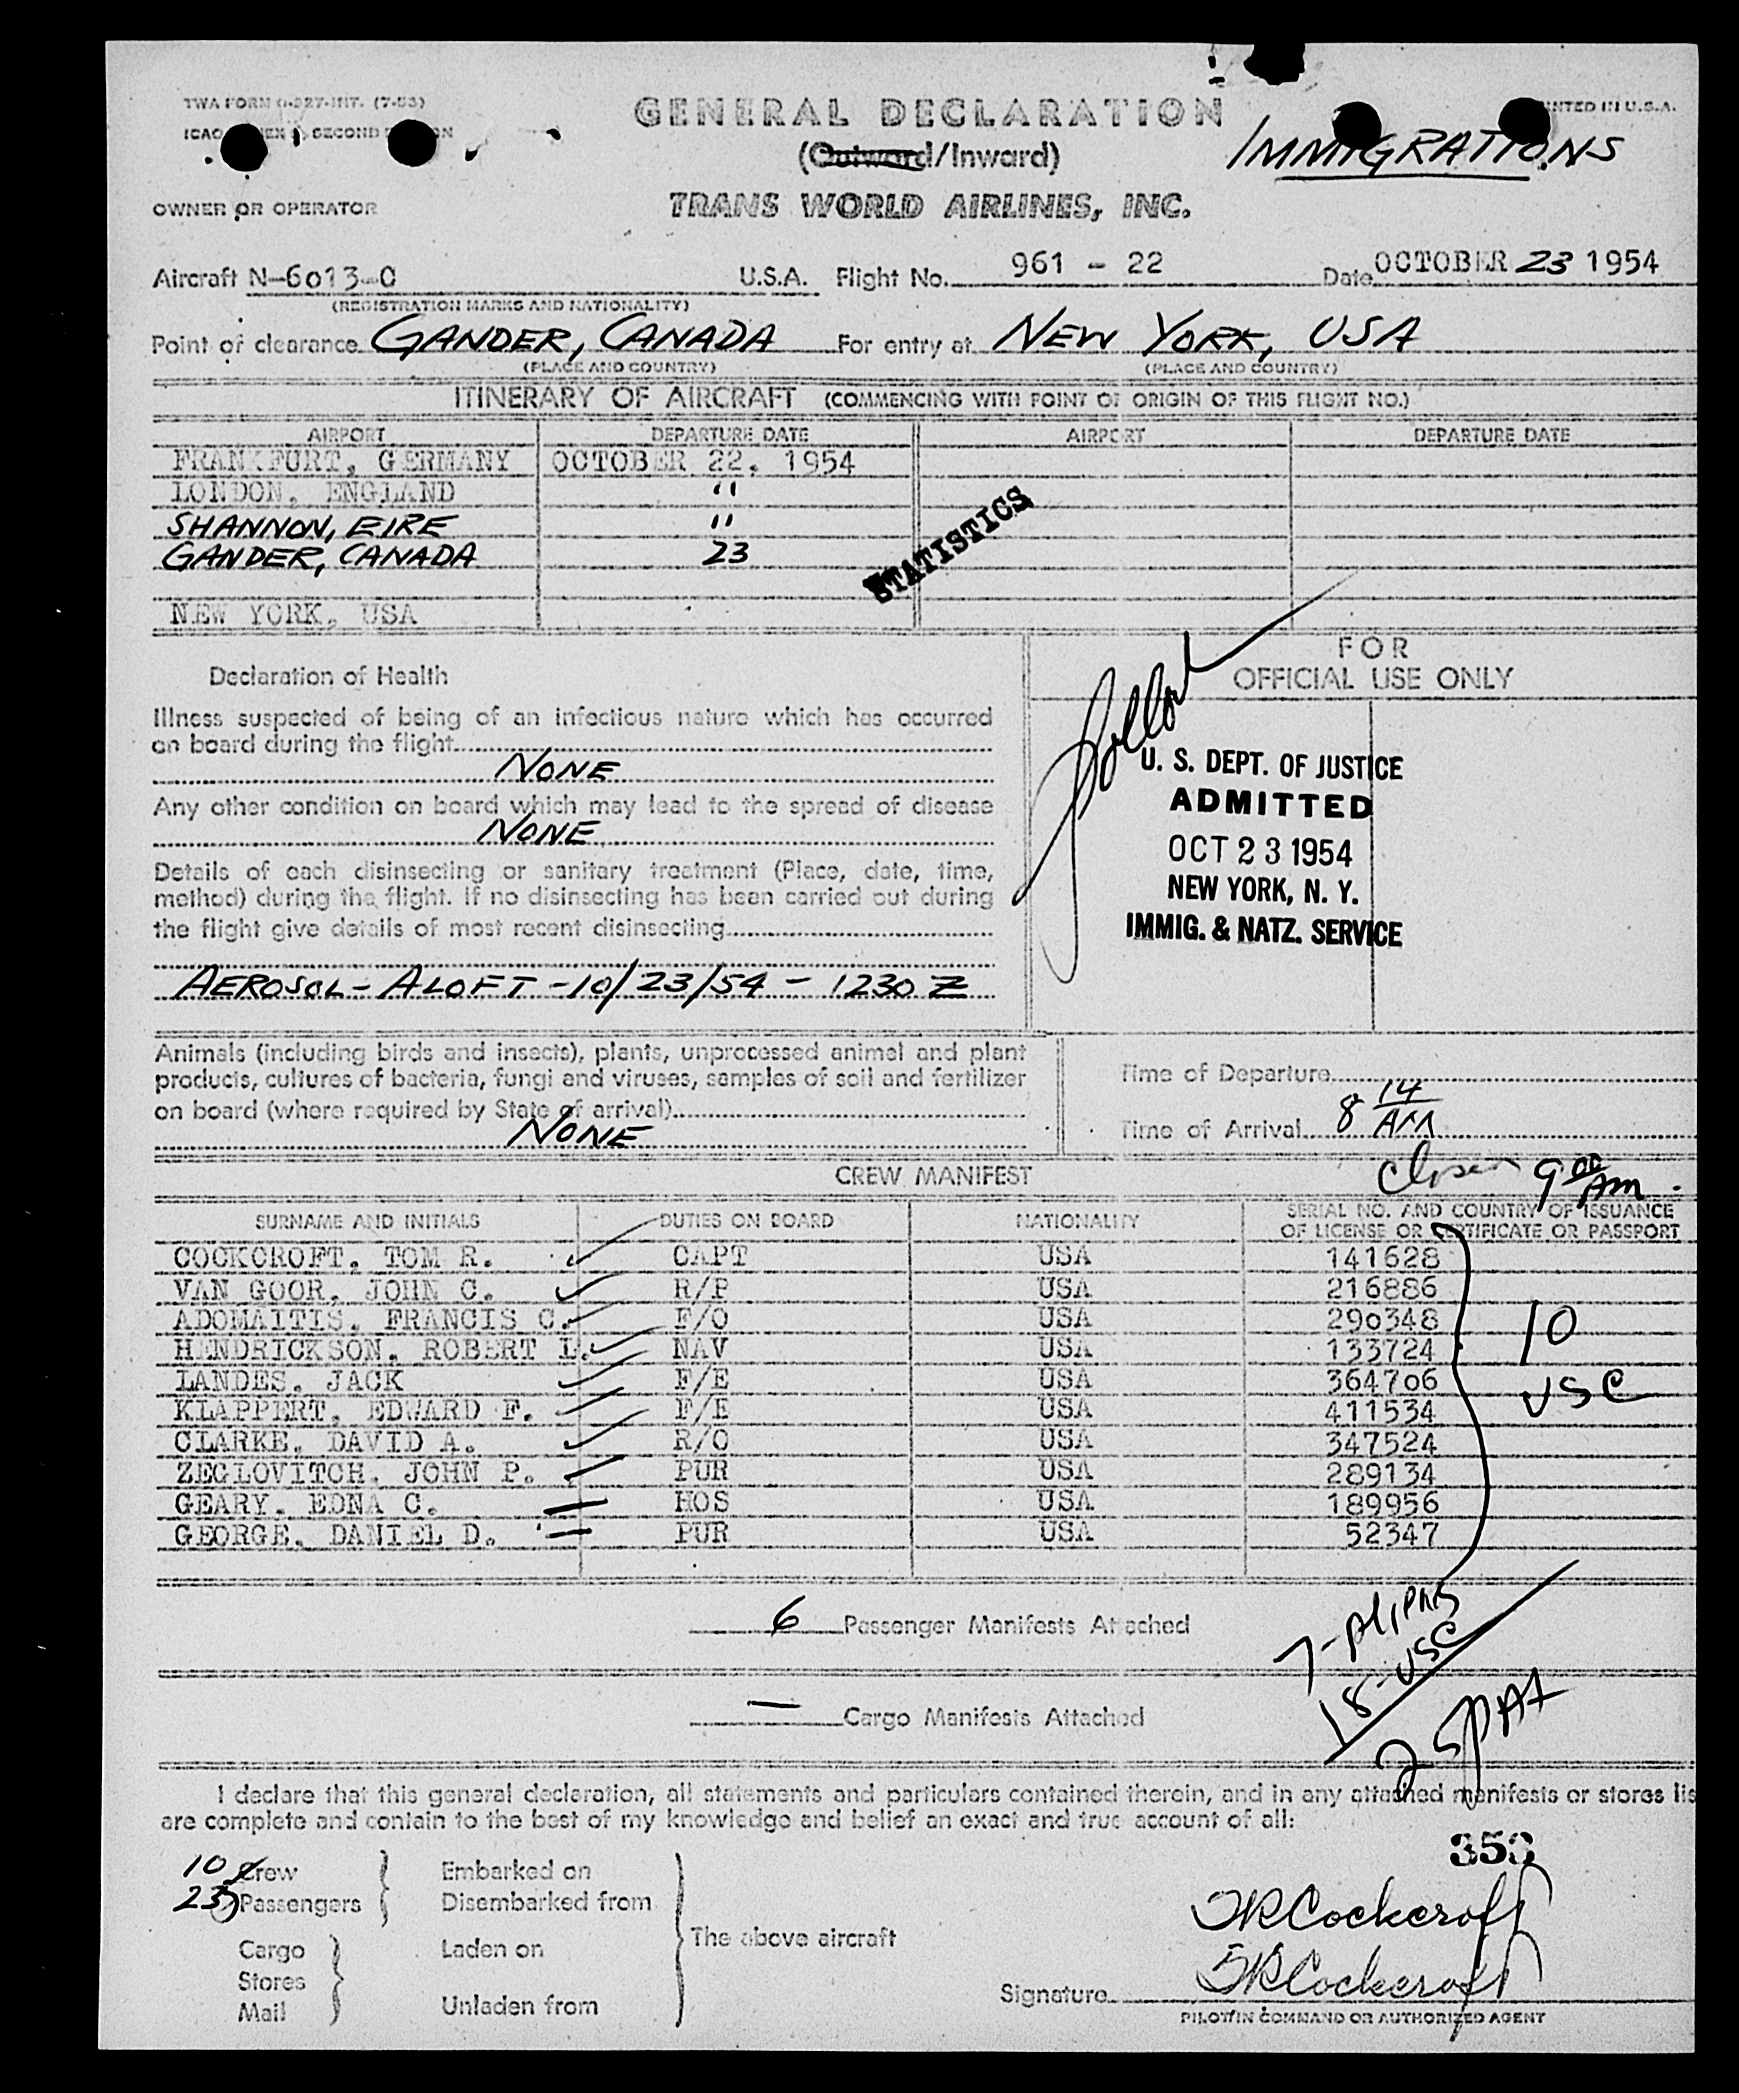 TWA FORM (7-53)
ICAO SECOND
GENERAL DECLARATION
(Outward/Inward)
PRINTED IN U.S.A.
IMMIGRATIONS
OWNER OR OPERATOR
TRANS WORLD AIRLINES, INC.
Aircraft N-6013-C U.S.A. Flight No. 961 - 22 Date OCTOBER 23 1954
(REGISTRATION MARKS AND NATIONALITY)
Point of clearance GANDER, CANADA For entry at NEW YORK, USA
(PLACE AND COUNTRY) (PLACE AND COUNTRY)
ITINERARY OF AIRCRAFT (COMMENCING WITH POINT OF ORIGIN OF THIS FLIGHT NO.)
AIRPORT DEPARTURE DATE AIRPORT DEPARTURE DATE
FRANKFURT, GERMANY OCTOBER 22, 1954
LONDON, ENGLAND "
SHANNON, EIRE "
GANDER, CANADA 23
STATISTICS
NEW YORK, USA
FOR
OFFICIAL USE ONLY
Declaration of Health
Illness suspected of being of an infectious nature which has occurred
on board during the flight
NONE
Any other condition on board which may lead to the spread of disease
NONE
Details of each disinsecting or sanitary treatment (Place, date, time,
method) during the flight. If no disinsecting has been carried out during
the flight give details of most recent disinsecting
AEROSOL - ALOFT - 10/23/54 - 1230 Z
U. S. DEPT. OF JUSTICE
ADMITTED
OCT 23 1954
NEW YORK, N. Y.
IMMIG. & NATZ. SERVICE
Animals (including birds and insects), plants, unprocessed animal and plant
products, cultures of bacteria, fungi and viruses, samples of soil and fertilizer
on board (where required by State of arrival)
NONE
Time of Departure
Time of Arrival 8 14 AM
Closed 9 00 AM
CREW MANIFEST
SURNAME AND INITIALS DUTIES ON BOARD NATIONALITY SERIAL NO. AND COUNTRY OF ISSUANCE
OF LICENSE OR CERTIFICATE OR PASSPORT
COCKCROFT, TOM R. CAPT USA 141628
VAN GOOR, JOHN C. R/P USA 216886
ADOMAITIS, FRANCIS C. F/O USA 290348
HENDRICKSON, ROBERT L. NAV USA 133724
LANDES, JACK F/E USA 364706
KLAPPERT, EDWARD F. F/E USA 411534
CLARKE, DAVID A. R/O USA 347524
ZEGLOVITCH, JOHN P. PUR USA 289134
GEARY, EDNA C. HOS USA 189956
GEORGE, DANIEL D. PUR USA 52347
10
USC
6 Passenger Manifests Attached
— Cargo Manifests Attached
7-Aliens
18-USC
I declare that this general declaration, all statements and particulars contained therein, and in any attached manifests or stores lis
are complete and contain to the best of my knowledge and belief an exact and true account of all:
353
10 Crew Embarked on
Passengers Disembarked from
The above aircraft
Cargo Laden on
Stores
Mail Unladen from
TRCockcroft
Signature TRCockcroft
PILOT IN COMMAND OR AUTHORIZED AGENT